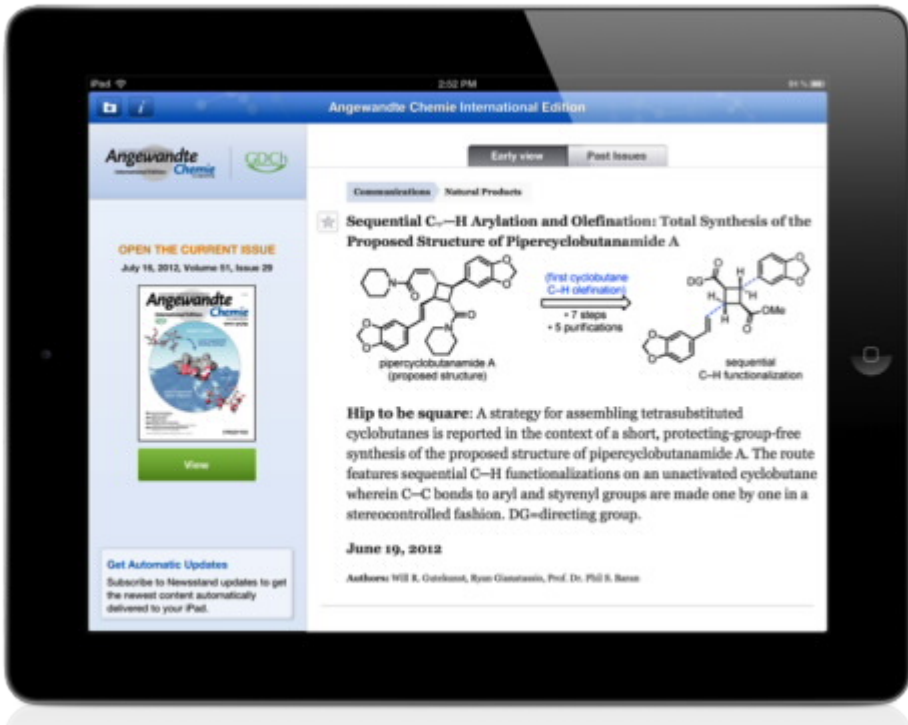 iPad
2:52 PM
Angewandte Chemie International Edition
Angewandte
Chemie
GDCh
Early view
Past Issues
Communications
Natural Products
Sequential C
–H Arylation and Olefination: Total Synthesis of the
Proposed Structure of Pipercyclobutanamide A
OPEN THE CURRENT ISSUE
July 16, 2012, Volume 51, Issue 29
Angewandte
Chemie
View
N
O
O
O
O
N
O
O
O
pipercyclobutanamide A
(proposed structure)
(first cyclobutane
C–H olefination)
• 7 steps
• 5 purifications
O
DG
H
H
H
H
O
O
OMe
O
O
O
sequential
C–H functionalization
Hip to be square: A strategy for assembling tetrasubstituted
cyclobutanes is reported in the context of a short, protecting-group-free
synthesis of the proposed structure of pipercyclobutanamide A. The route
features sequential C–H functionalizations on an unactivated cyclobutane
wherein C–C bonds to aryl and styrenyl groups are made one by one in a
stereocontrolled fashion. DG=directing group.
June 19, 2012
Authors: Will R. Gutekunst, Ryan Gianatassio, Prof. Dr. Phil S. Baran
Get Automatic Updates
Subscribe to Newsstand updates to get
the newest content automatically
delivered to your iPad.